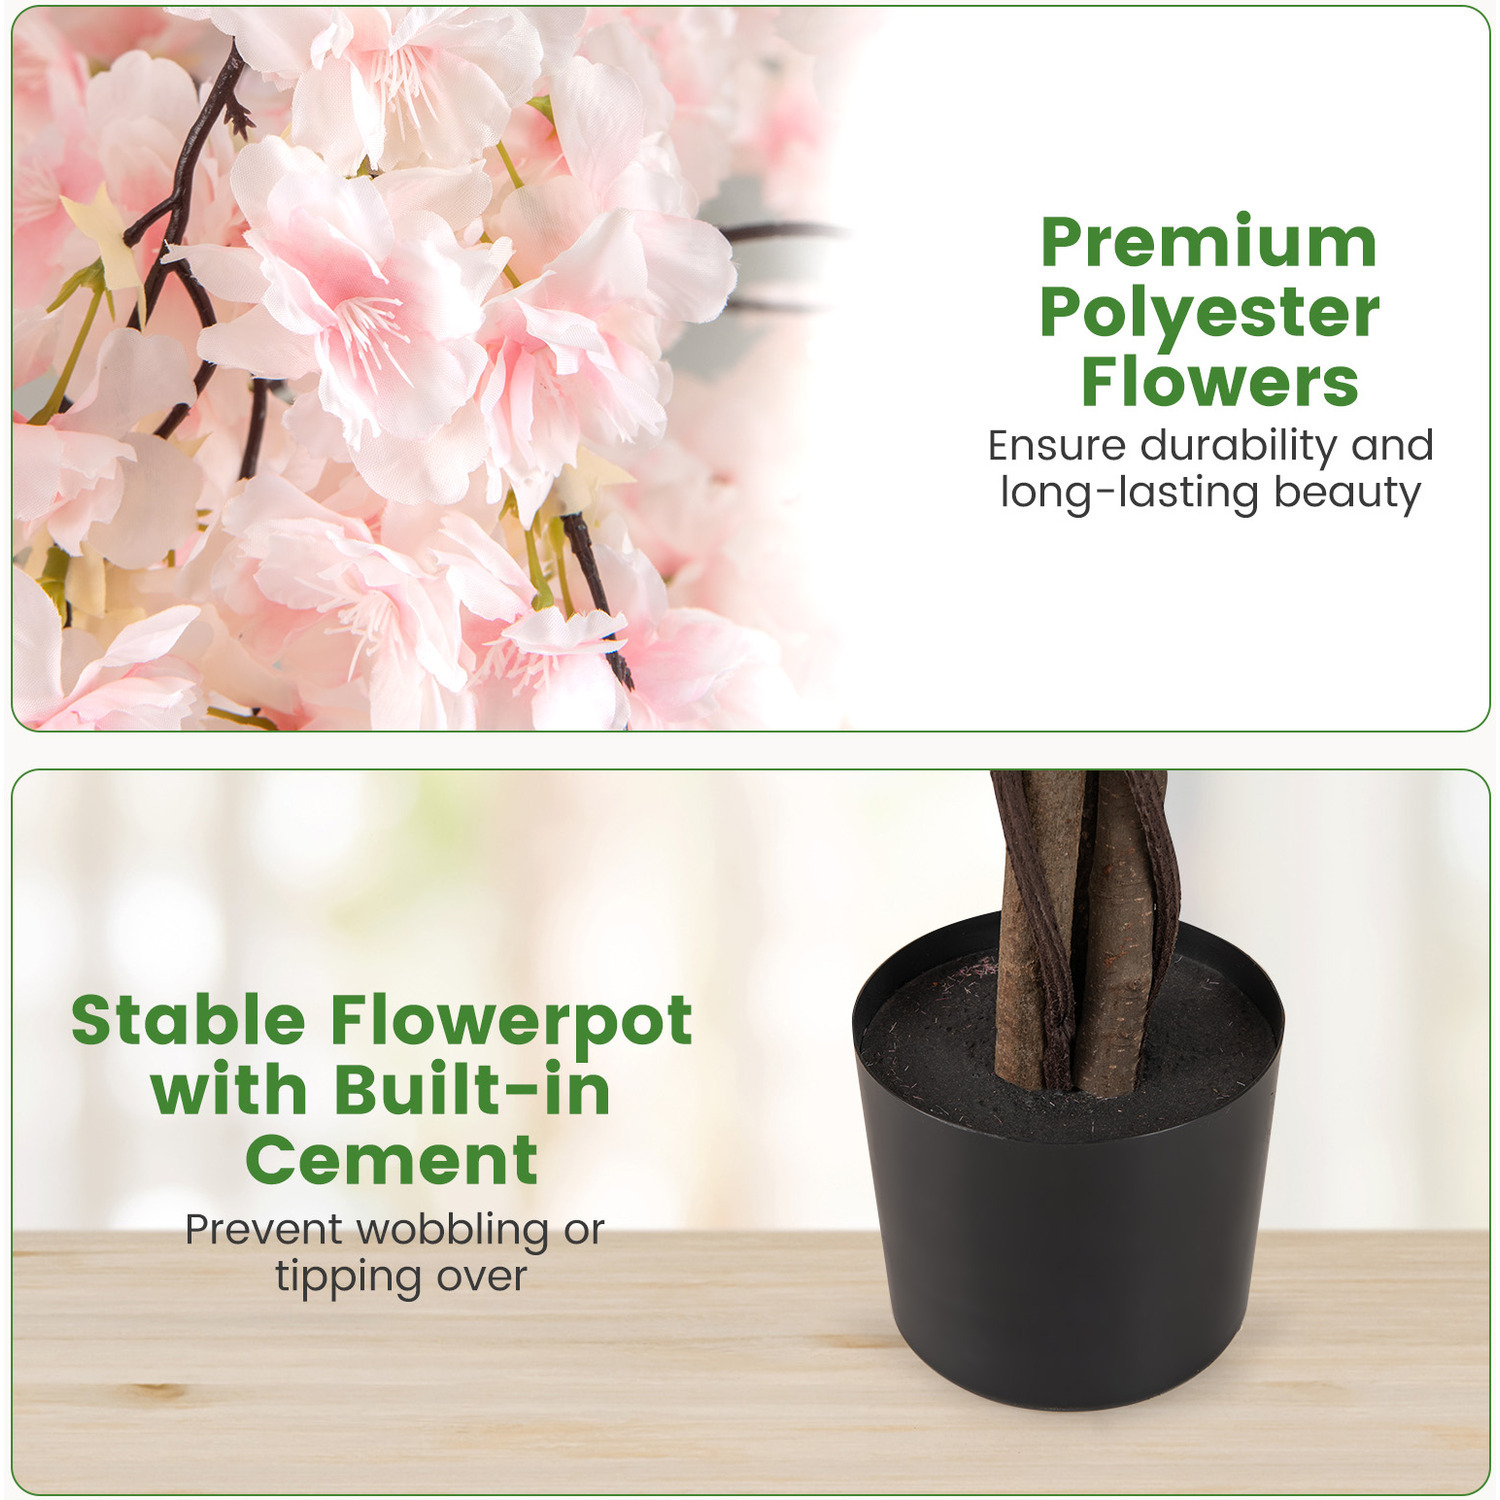 Premium
Polyester
Flowers
Ensure durability and
long-lasting beauty
Stable Flowerpot
with Built-in
Cement
Prevent wobbling or
tipping over